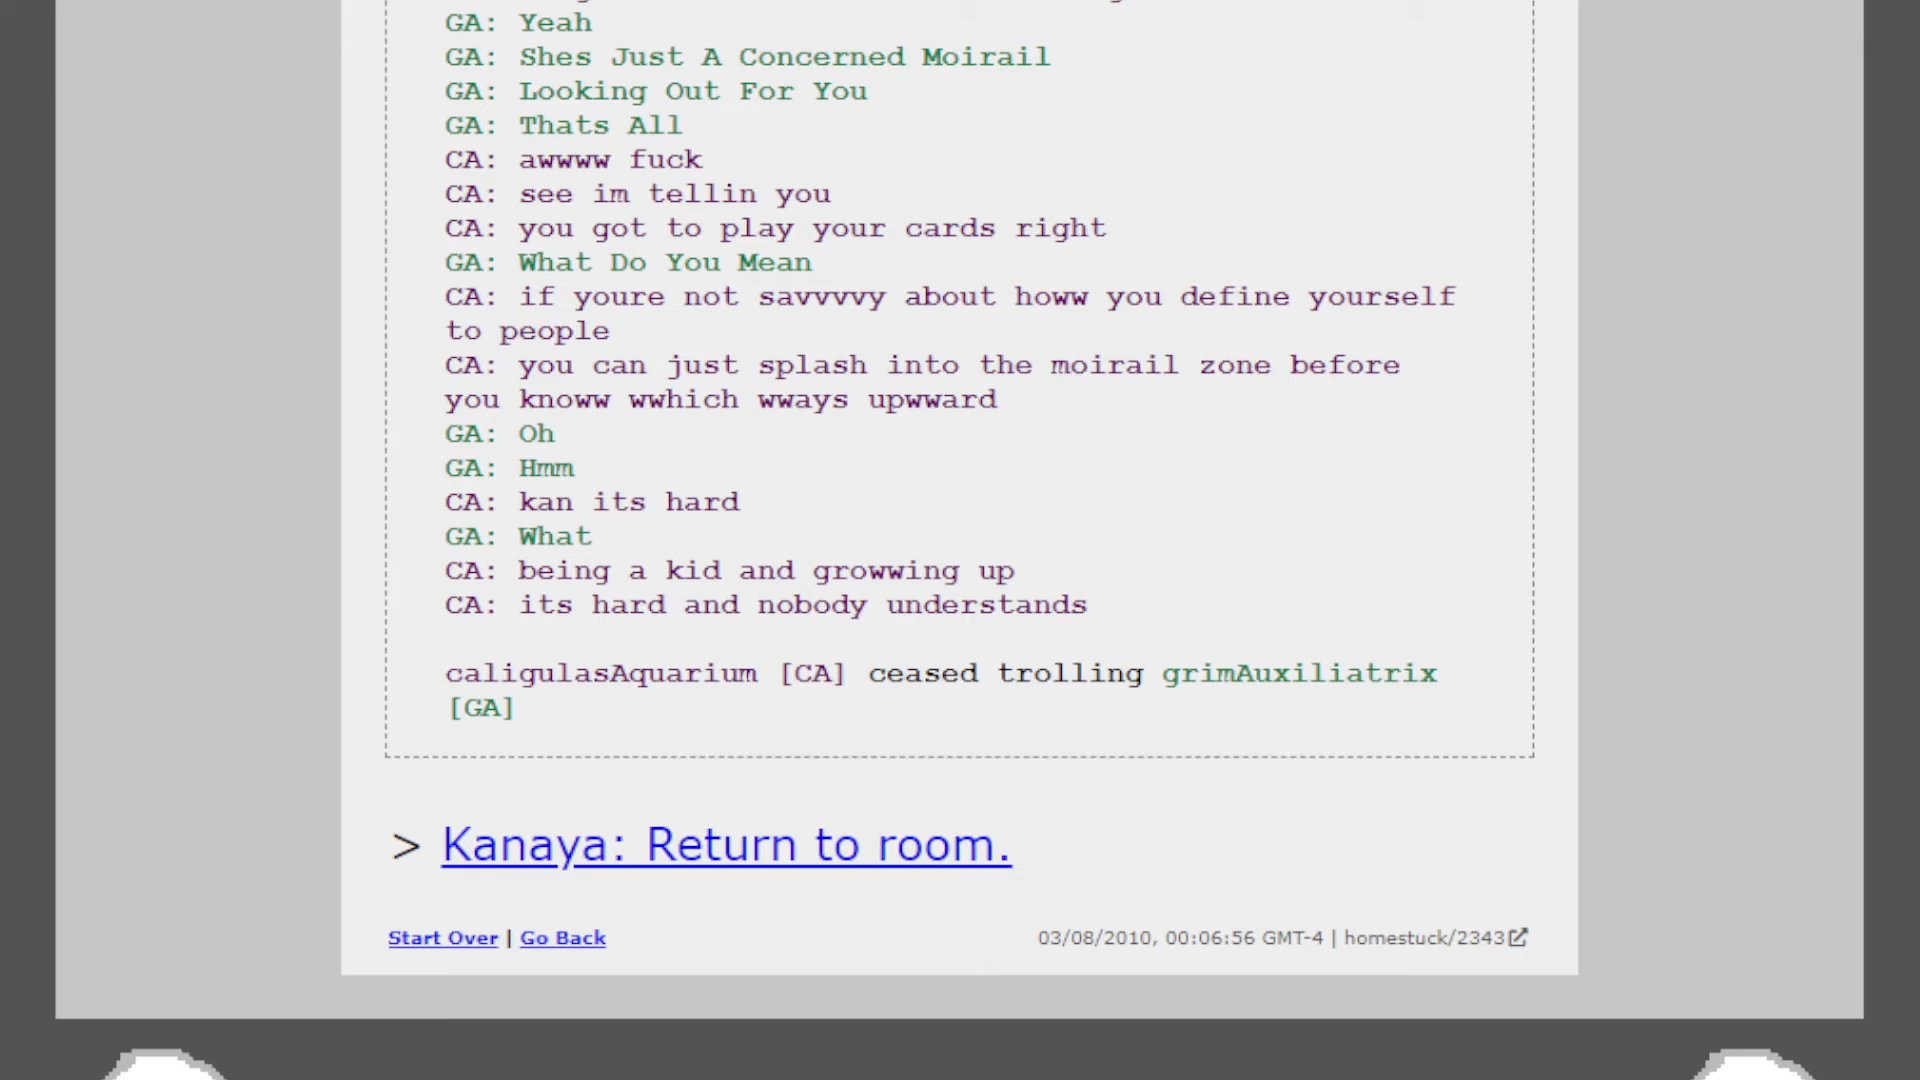 GA: Yeah
GA: Shes Just A Concerned Moirail
GA: Looking Out For You
GA: Thats All
CA: awwww fuck
CA: see im tellin you
CA: you got to play your cards right
GA: What Do You Mean
CA: if youre not savvvvy about howw you define yourself
to people
CA: you can just splash into the moirail zone before
you knoww wwhich wways upwward
GA: Oh
GA: Hmm
CA: kan its hard
GA: What
CA: being a kid and growwing up
CA: its hard and nobody understands
caligulasAquarium [CA] ceased trolling grimAuxiliatrix
[GA]
> Kanaya: Return to room.
Start Over | Go Back
03/08/2010, 00:06:56 GMT-4 | homestuck/2343